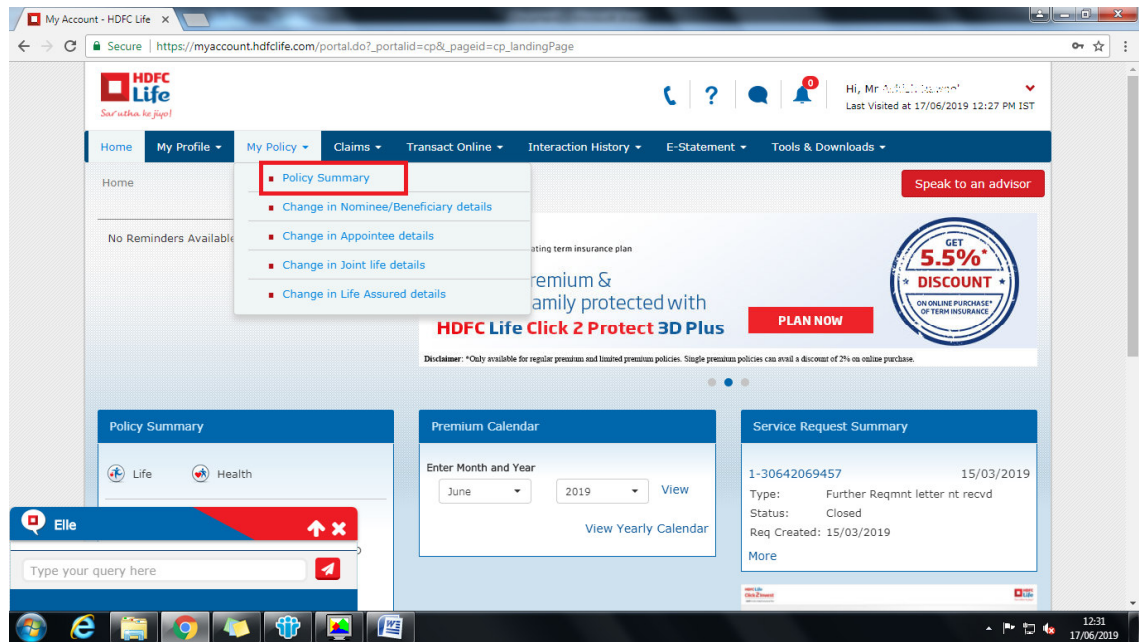 My Account - HDFC Life
Secure | https://myaccount.hdfclife.com/portal.do?_portalid=cp&_pageid=cp_landingPage
HDFC
Life
Sar utha ke jiyo!
0
Hi, Mr
Last Visited at 17/06/2019 12:27 PM IST
Home My Profile My Policy Claims Transact Online Interaction History E-Statement Tools & Downloads
Home
Policy Summary
Speak to an advisor
Change in Nominee/Beneficiary details
No Reminders Available
Change in Appointee details
ating term insurance plan
Change in Joint life details
remium &
Change in Life Assured details
amily protected with
HDFC Life Click 2 Protect 3D Plus
PLAN NOW
GET
5.5%*
* DISCOUNT *
ON ONLINE PURCHASE*
OF TERM INSURANCE
Disclaimer: *Only available for regular premium and limited premium policies. Single premium policies can avail a discount of 2% on online purchase.
Policy Summary
Life Health
Premium Calendar
Enter Month and Year
June 2019 View
View Yearly Calendar
Service Request Summary
1-30642069457 15/03/2019
Type: Further Reqmnt letter nt recvd
Status: Closed
Req Created: 15/03/2019
More
Elle
Type your query here
12:31
17/06/2019